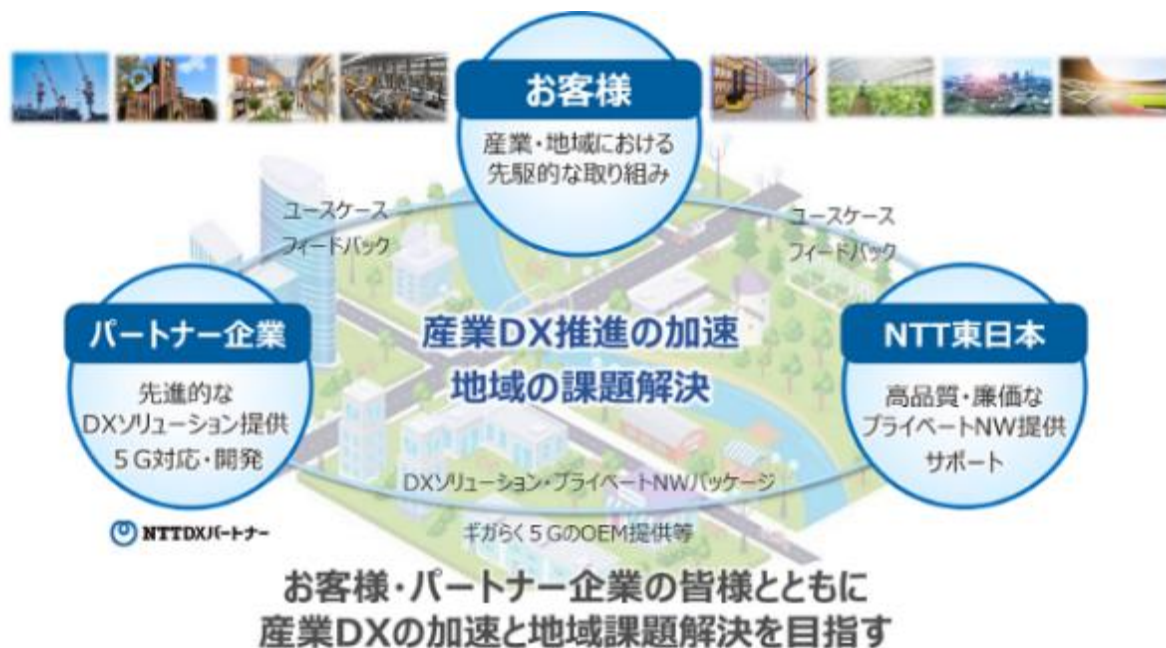 お客様
産業・地域における
先駆的な取り組み
ユースケース
フィードバック
ユースケース
フィードバック
パートナー企業
先進的な
DXソリューション提供
5G対応・開発
産業DX推進の加速
地域の課題解決
NTT東日本
高品質・廉価な
プライベートNW提供
サポート
DXソリューション・プライベートNWパッケージ
ギガらく5GのOEM提供等
NTTDXパートナー
お客様・パートナー企業の皆様とともに
産業DXの加速と地域課題解決を目指す